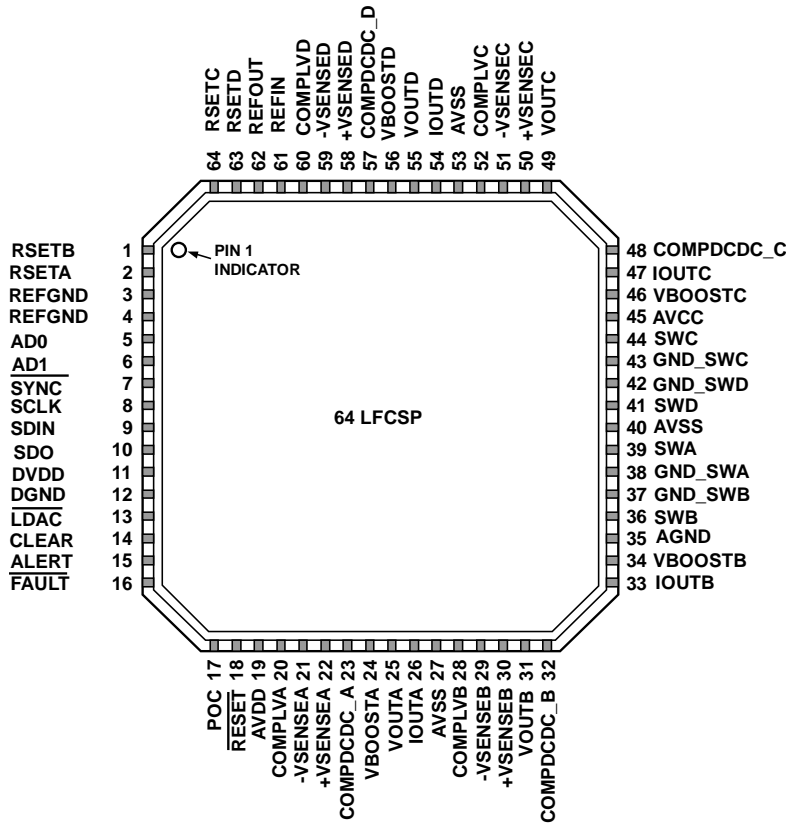 RSETC 64
RSETD 63
REFOUT 62
REFIN 61
COMPLVD 60
-VSENSED 59
+VSENSED 58
COMPDCDC_D 57
VBOOSTD 56
VOUTD 55
IOUTD 54
AVSS 53
COMPLVC 52
-VSENSEC 51
+VSENSEC 50
VOUTC 49
RSETB 1
RSETA 2
REFGND 3
REFGND 4
AD0 5
AD1 6
SYNC 7
SCLK 8
SDIN 9
SDO 10
DVDD 11
DGND 12
LDAC 13
CLEAR 14
ALERT 15
FAULT 16
PIN 1
INDICATOR
64 LFCSP
48 COMPDCDC_C
47 IOUTC
46 VBOOSTC
45 AVCC
44 SWC
43 GND_SWC
42 GND_SWD
41 SWD
40 AVSS
39 SWA
38 GND_SWA
37 GND_SWB
36 SWB
35 AGND
34 VBOOSTB
33 IOUTB
POC 17
RESET 18
AVDD 19
COMPLVA 20
-VSENSEA 21
+VSENSEA 22
COMPDCDC_A 23
VBOOSTA 24
VOUTA 25
IOUTA 26
AVSS 27
COMPLVB 28
-VSENSEB 29
+VSENSEB 30
VOUTB 31
COMPDCDC_B 32